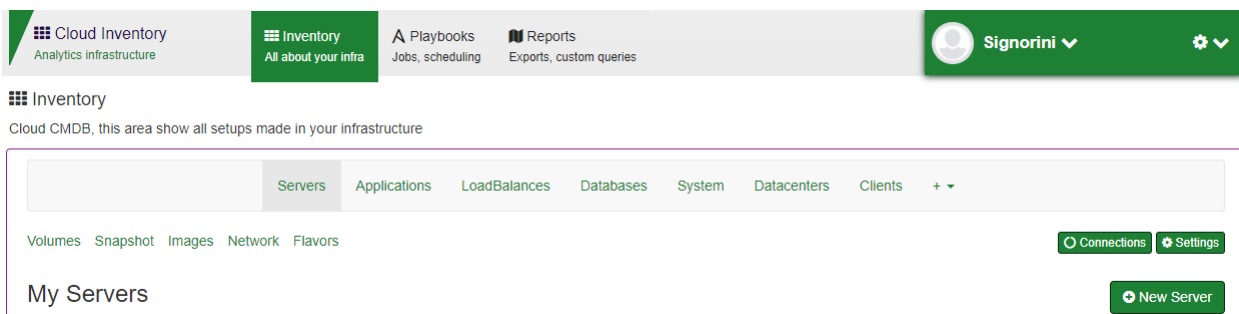 Cloud Inventory
Analytics infrastructure
Inventory
All about your infra
Playbooks
Jobs, scheduling
Reports
Exports, custom queries
Signorini
Inventory
Cloud CMDB, this area show all setups made in your infrastructure
Servers Applications LoadBalances Databases System Datacenters Clients +
Volumes Snapshot Images Network Flavors Connections Settings
My Servers New Server